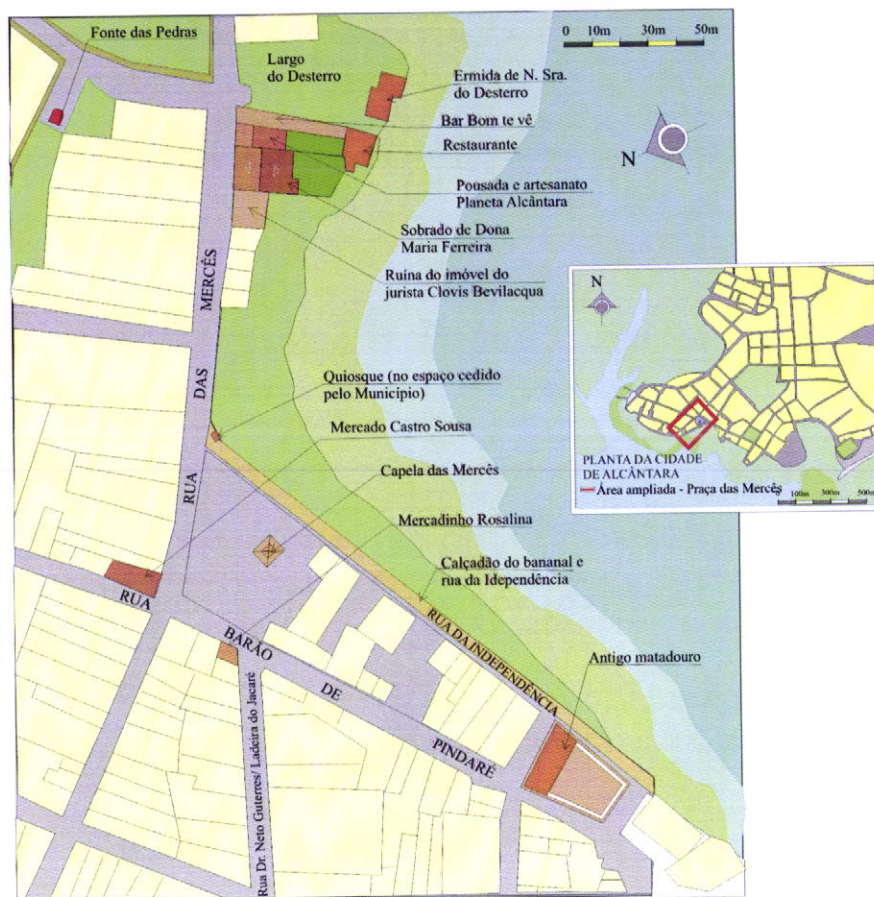 Fonte das Pedras
Largo
do Desterro
0 10m 30m 50m
Ermida de N. Sra.
do Desterro
Bar Bom te vê
Restaurante
N
Pousada e artesanato
Planeta Alcântara
Sobrado de Dona
Maria Ferreira
Ruína do imóvel do
jurista Clovis Bevilacqua
RUA DAS MERCÊS
Quiosque (no espaço cedido
pelo Município)
Mercado Castro Sousa
Capela das Mercês
Mercadinho Rosalina
Calçadão do bananal e
rua da Idependência
RUA DA INDEPENDÊNCIA
Antigo matadouro
RUA BARÃO DE PINDARÉ
Rua Dr. Neto Guterres/ Ladeira do Jacaré
N
PLANTA DA CIDADE
DE ALCÂNTARA
Área ampliada - Praça das Mercês
0 100m 300m 500m